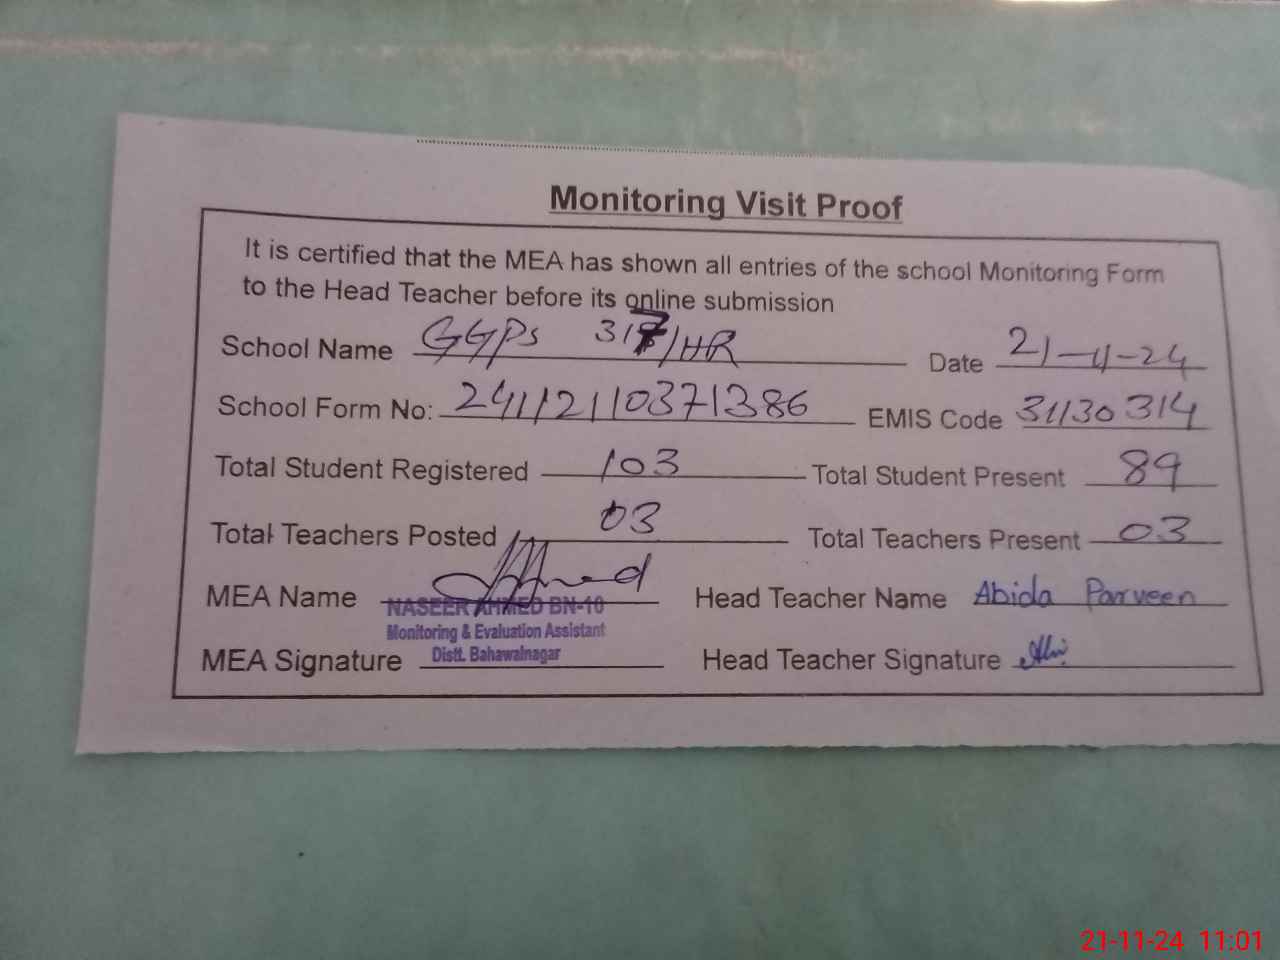 Monitoring Visit Proof
It is certified that the MEA has shown all entries of the school Monitoring Form
to the Head Teacher before its online submission
School Name GGPS 317/HR Date 21-11-24
School Form No: 24112110371386 EMIS Code 31130314
Total Student Registered 103 Total Student Present 89
Total Teachers Posted 03 Total Teachers Present 03
MEA Name Head Teacher Name Abida Parveen
NASEER AHMED BN-10
Monitoring & Evaluation Assistant
Distt. Bahawalnagar
MEA Signature Head Teacher Signature
21-11-24 11:01